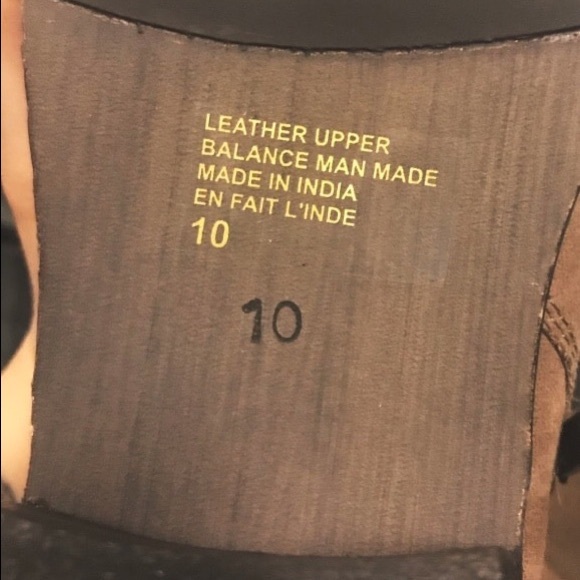 LEATHER UPPER
BALANCE MAN MADE
MADE IN INDIA
EN FAIT L'INDE
10
10